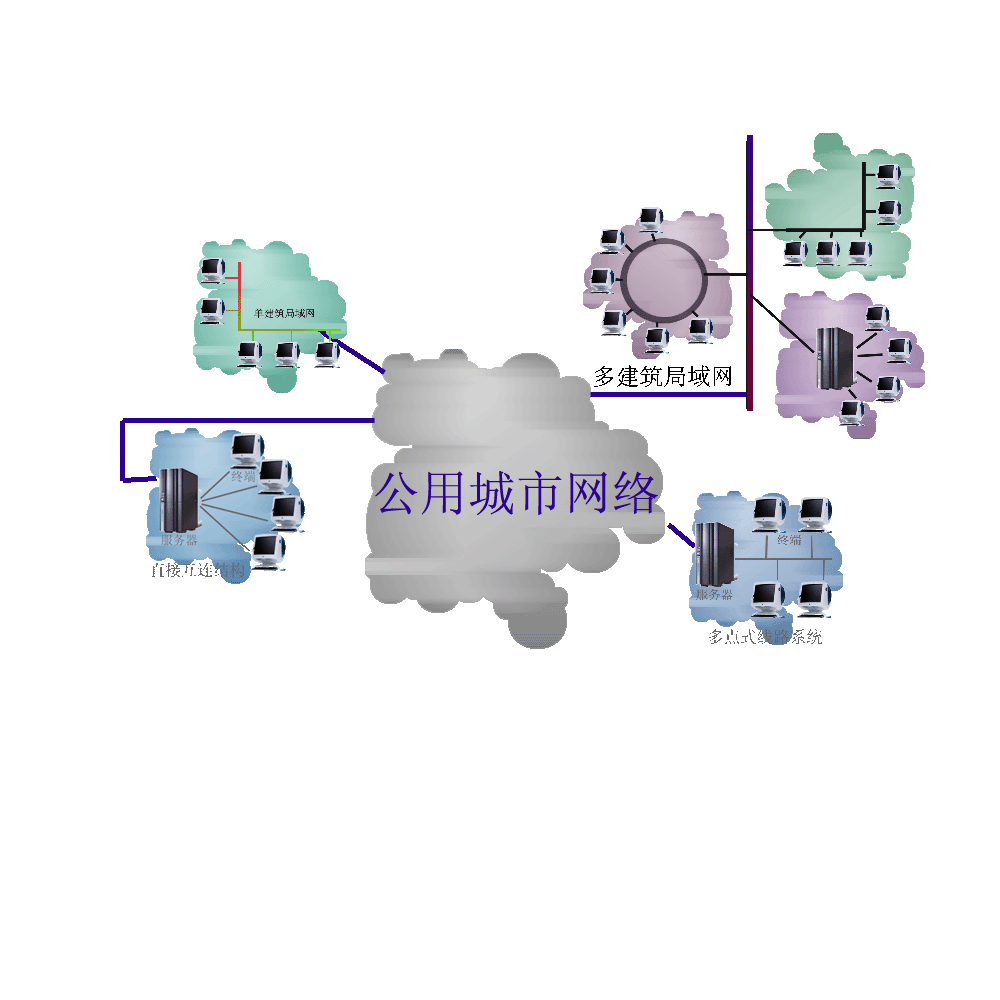 单建筑局域网
多建筑局域网
公用城市网络
终端
服务器
直接互连结构
终端
服务器
多点式线路系统